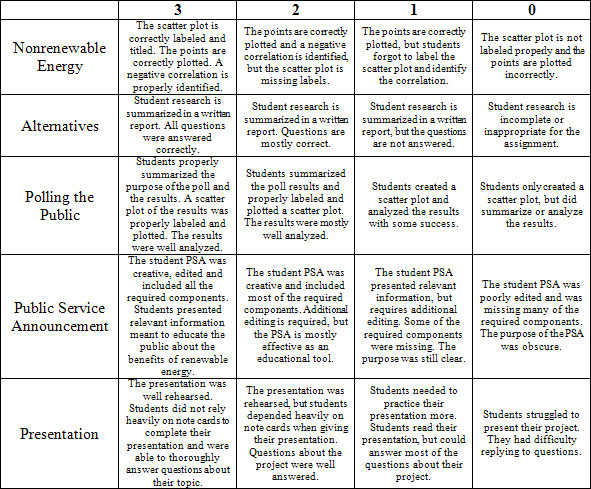 3 2 1 0
Nonrenewable
Energy
The scatter plot is
correctly labeled and
titled. The points are
correctly plotted. A
negative correlation is
properly identified.
The points are correctly
plotted and a negative
correlation is identified,
but the scatter plot is
missing labels.
The points are correctly
plotted, but students
forgot to label the
scatter plot and identify
the correlation.
The scatter plot is not
labeled properly and the
points are plotted
incorrectly.
Alternatives
Student research is
summarized in a written
report. All questions
were answered
correctly.
Student research is
summarized in a written
report. Questions are
mostly correct.
Student research is
summarized in a written
report, but the questions
are not answered.
Student research is
incomplete or
inappropriate for the
assignment.
Polling the
Public
Students properly
summarized the
purpose of the poll and
the results. A scatter
plot of the results was
properly labeled and
plotted. The results
were well analyzed.
Students summarized
the poll results and
properly labeled and
plotted a scatter plot.
The results were mostly
well analyzed.
Students created a
scatter plot and
analyzed the results
with some success.
Students only created a
scatter plot, but did
summarize or analyze
the results.
Public Service
Announcement
The student PSA was
creative, edited and
included all the
required components.
Students presented
relevant information
meant to educate the
public about the
benefits of renewable
energy.
The student PSA was
creative and included
most of the required
components. Additional
editing is required, but
the PSA is mostly
effective as an
educational tool.
The student PSA
presented relevant
information, but
requires additional
editing. Some of the
required components
were missing. The
purpose was still clear.
The student PSA was
poorly edited and was
missing many of the
required components.
The purpose of the PSA
was obscure.
Presentation
The presentation was
well rehearsed.
Students did not rely
heavily on note cards to
complete their
presentation and were
able to thoroughly
answer questions about
their topic.
The presentation was
rehearsed, but students
depended heavily on
note cards when giving
their presentation.
Questions about the
project were well
answered.
Students needed to
practice their
presentation more.
Students read their
presentation, but could
answer most of the
questions about their
project.
Students struggled to
present their project.
They had difficulty
replying to questions.